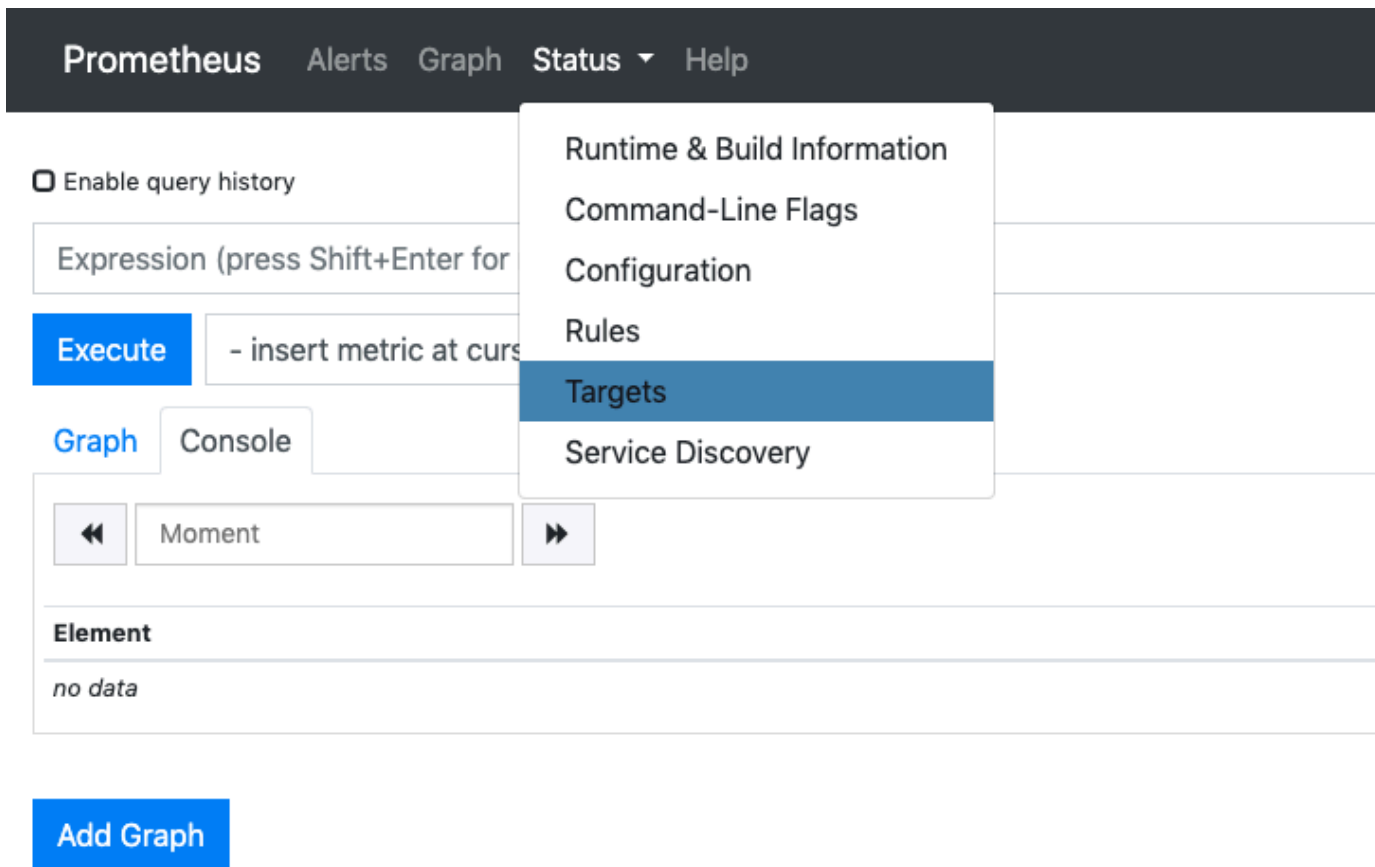 Prometheus Alerts Graph Status Help
Runtime & Build Information
Command-Line Flags
Configuration
Rules
Targets
Service Discovery
Enable query history
Expression (press Shift+Enter for
Execute
- insert metric at curs
Graph Console
Moment
Element
no data
Add Graph